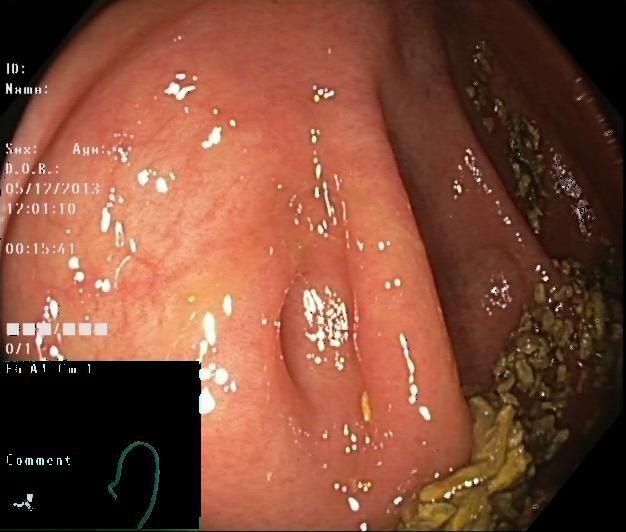 ID:
Name:
Sex: Age:
D.O.B.:
05/12/2013
12:01:10
00:15:41
0/1
Comment